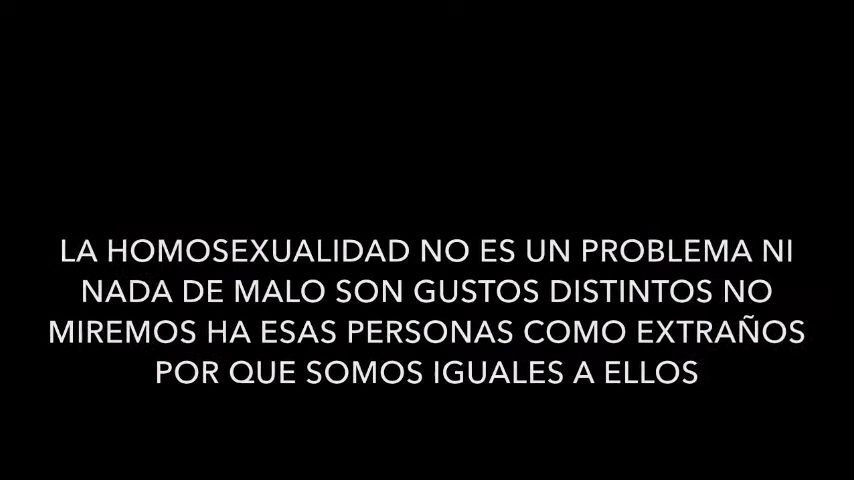 LA HOMOSEXUALIDAD NO ES UN PROBLEMA NI
NADA DE MALO SON GUSTOS DISTINTOS NO
MIREMOS HA ESAS PERSONAS COMO EXTRAÑOS
POR QUE SOMOS IGUALES A ELLOS